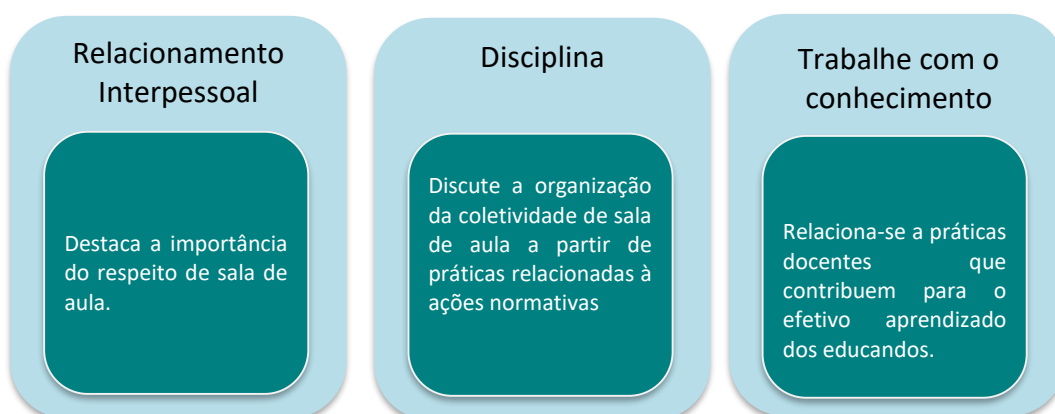 Relacionamento
Interpessoal
Destaca a importância
do respeito de sala de
aula.
Disciplina
Discute a organização
da coletividade de sala
de aula a partir de
práticas relacionadas à
ações normativas
Trabalhe com o
conhecimento
Relaciona-se a práticas
docentes que
contribuem para o
efetivo aprendizado
dos educandos.